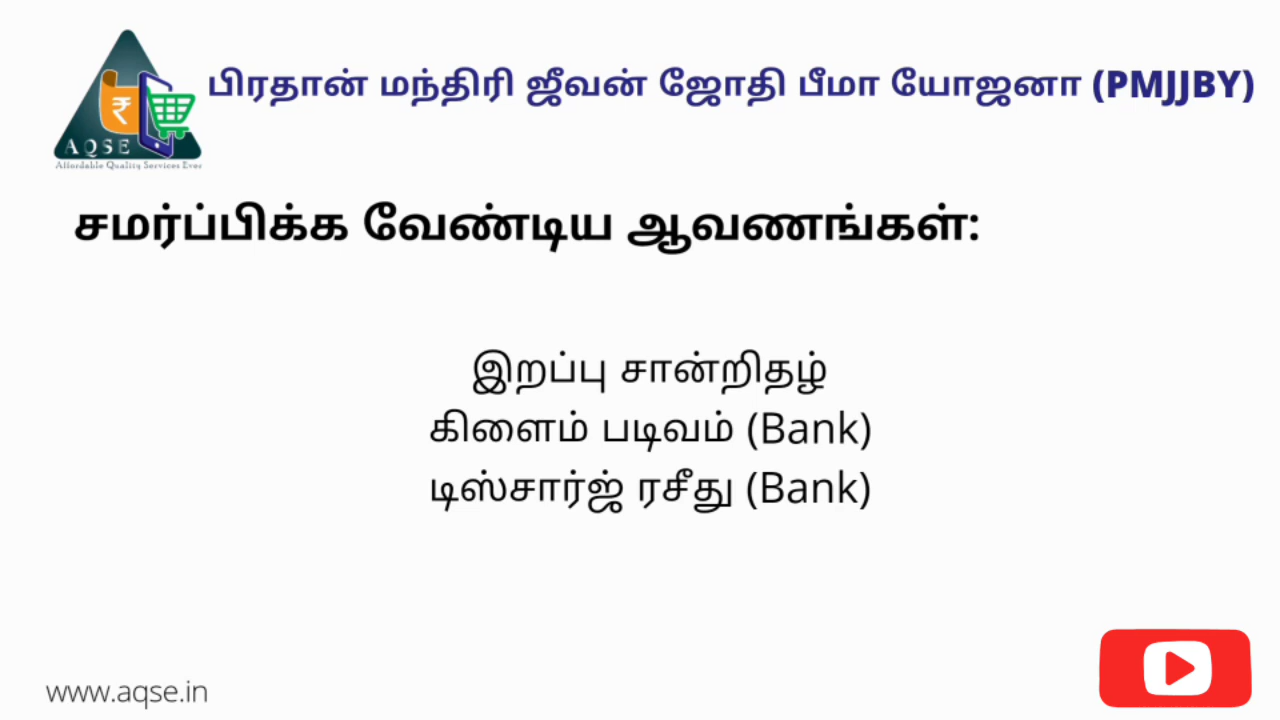 பிரதான் மந்திரி ஜீவன் ஜோதி பீமா யோஜனா (PMJJBY)
AQSE
Affordable Quality Services Ever
சமர்ப்பிக்க வேண்டிய ஆவணங்கள்:
இறப்பு சான்றிதழ்
கிளைம் படிவம் (Bank)
டிஸ்சார்ஜ் ரசீது (Bank)
www.aqse.in